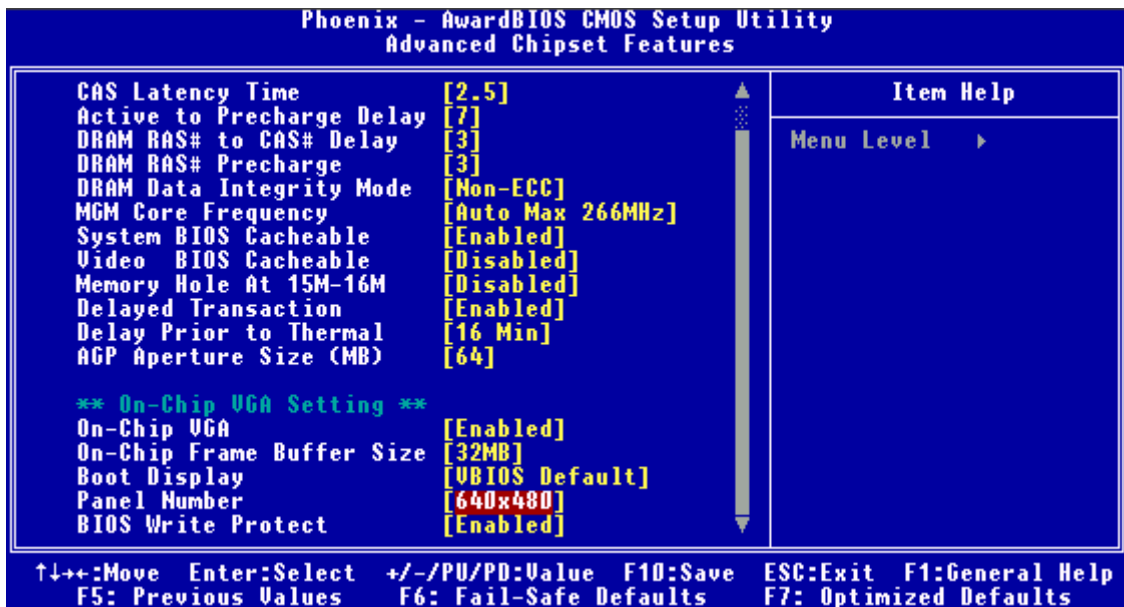 Phoenix - AwardBIOS CMOS Setup Utility
Advanced Chipset Features
CAS Latency Time [2.5]
Active to Precharge Delay [7]
DRAM RAS# to CAS# Delay [3]
DRAM RAS# Precharge [3]
DRAM Data Integrity Mode [Non-ECC]
MGM Core Frequency [Auto Max 266MHz]
System BIOS Cacheable [Enabled]
Video BIOS Cacheable [Disabled]
Memory Hole At 15M-16M [Disabled]
Delayed Transaction [Enabled]
Delay Prior to Thermal [16 Min]
AGP Aperture Size (MB) [64]
** On-Chip VGA Setting **
On-Chip VGA [Enabled]
On-Chip Frame Buffer Size [32MB]
Boot Display [VBIOS Default]
Panel Number [640x480]
BIOS Write Protect [Enabled]
Item Help
Menu Level ▸
↑↓→←:Move Enter:Select +/-/PU/PD:Value F10:Save ESC:Exit F1:General Help
F5: Previous Values F6: Fail-Safe Defaults F7: Optimized Defaults